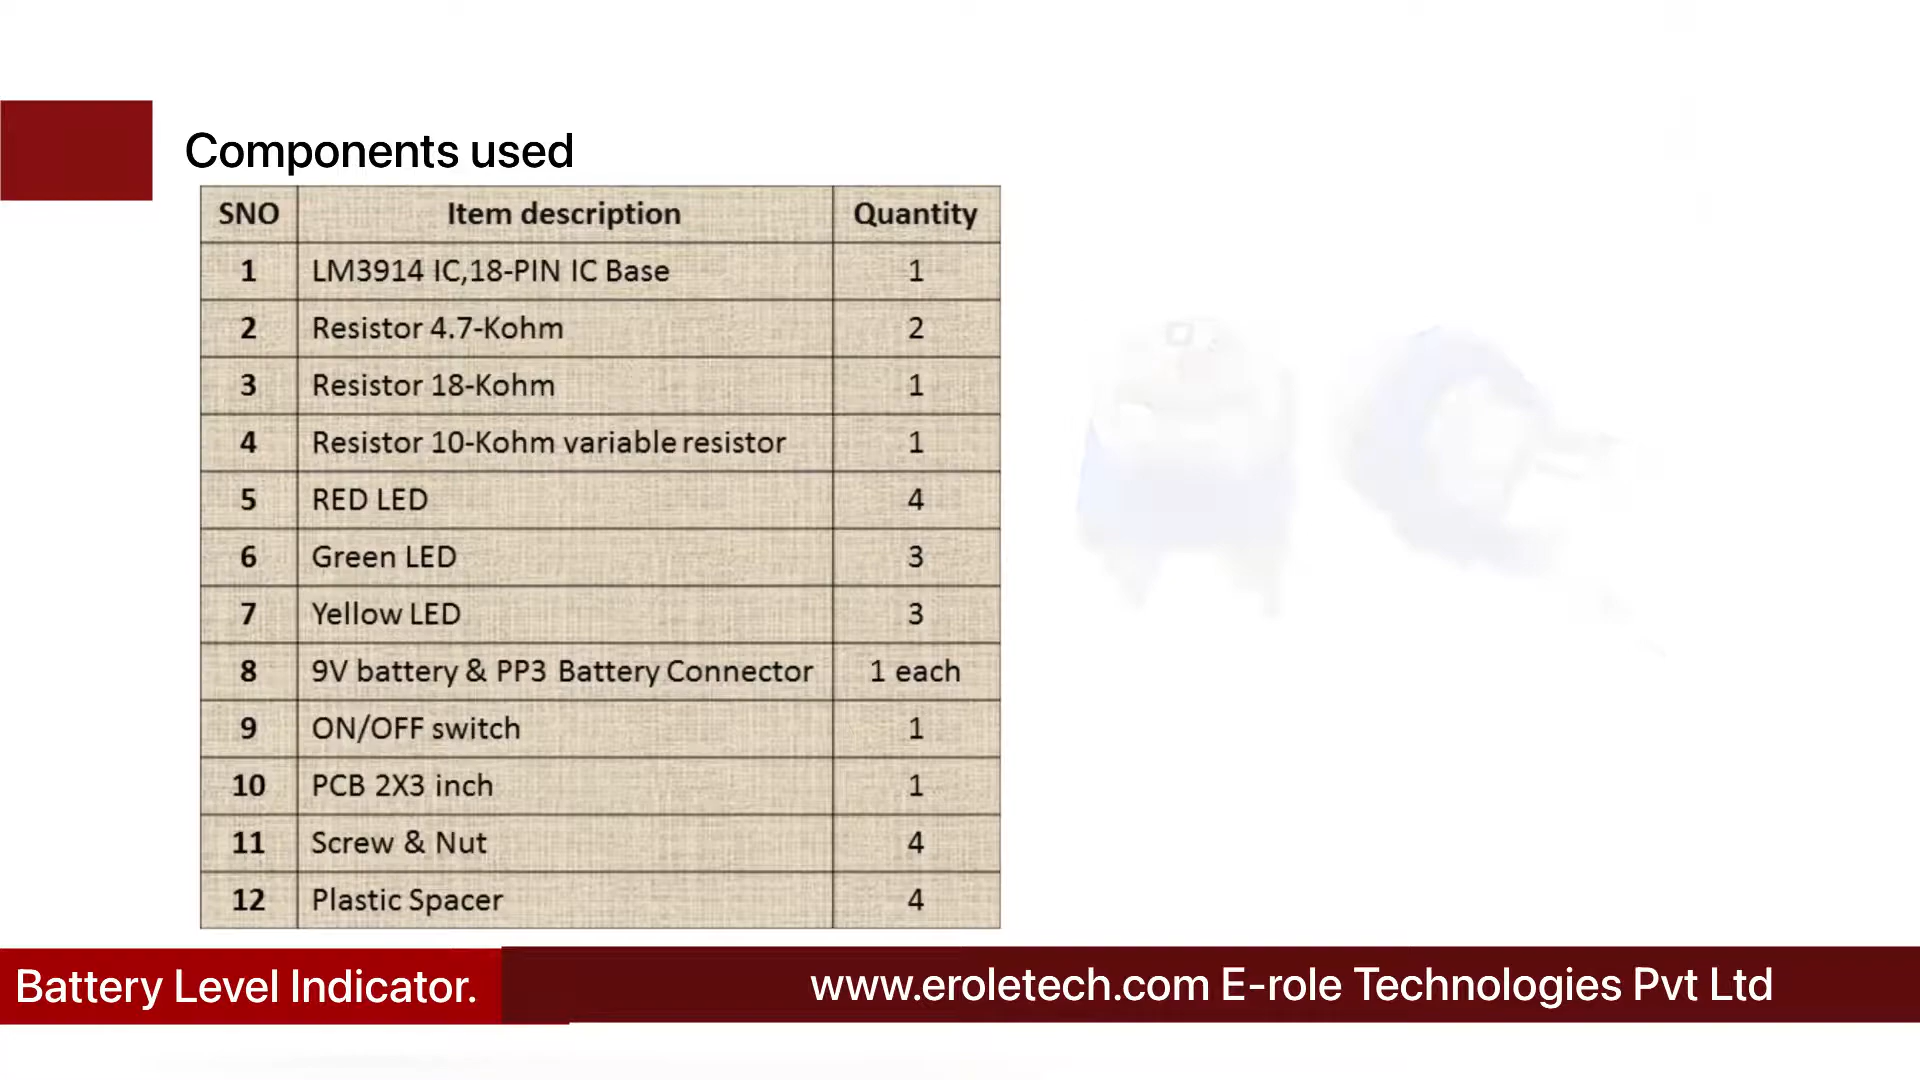 Components used
SNO Item description Quantity
1 LM3914 IC,18-PIN IC Base 1
2 Resistor 4.7-Kohm 2
3 Resistor 18-Kohm 1
4 Resistor 10-Kohm variable resistor 1
5 RED LED 4
6 Green LED 3
7 Yellow LED 3
8 9V battery & PP3 Battery Connector 1 each
9 ON/OFF switch 1
10 PCB 2X3 inch 1
11 Screw & Nut 4
12 Plastic Spacer 4
Battery Level Indicator. www.eroletech.com E-role Technologies Pvt Ltd